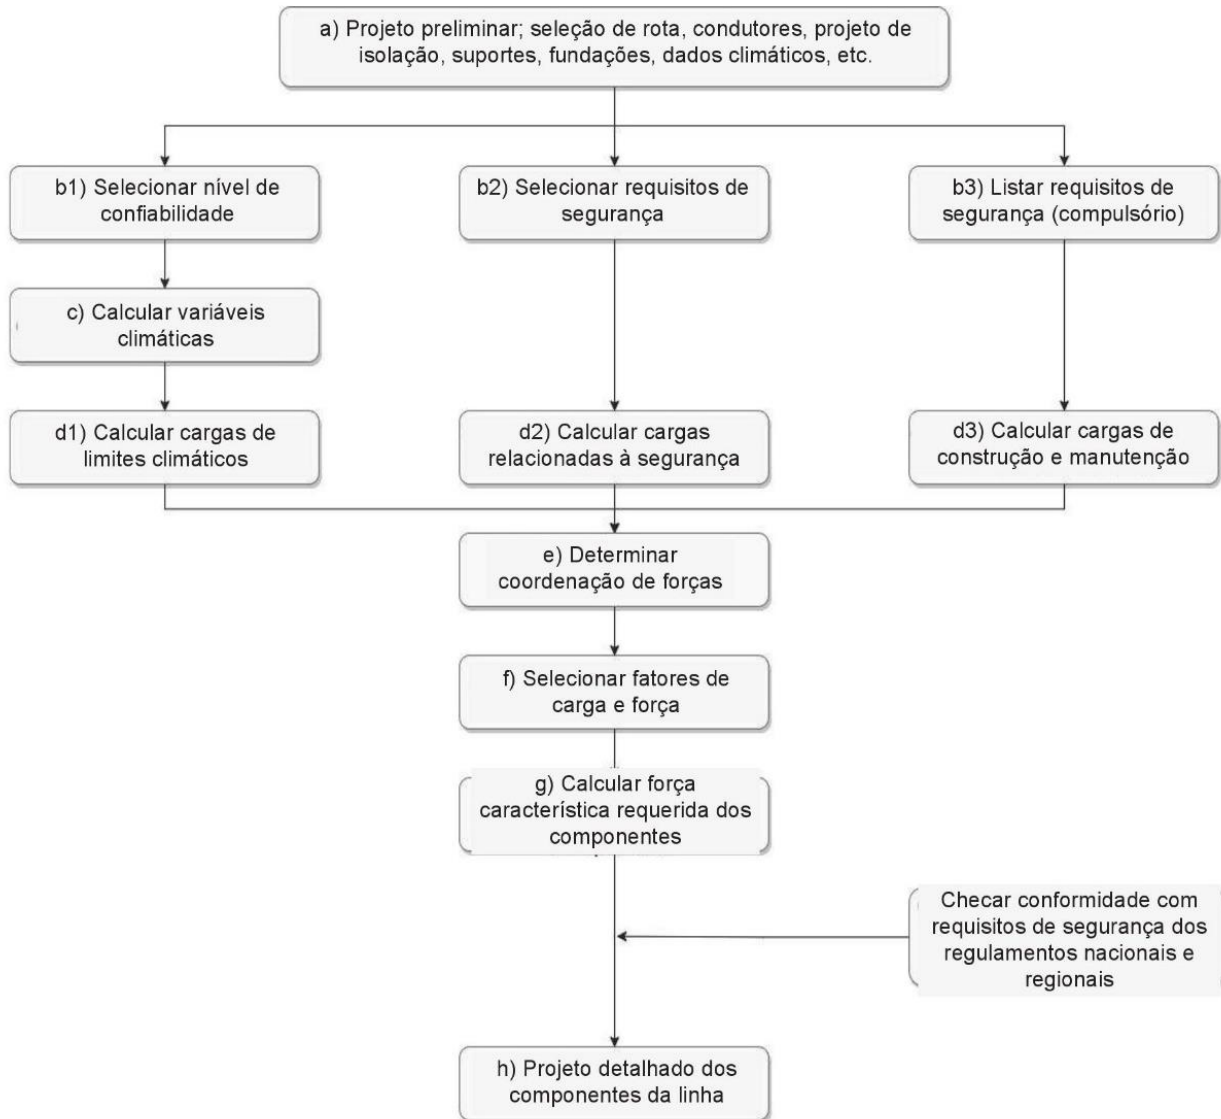 a) Projeto preliminar; seleção de rota, condutores, projeto de
isolação, suportes, fundações, dados climáticos, etc.
b1) Selecionar nível de
confiabilidade
b2) Selecionar requisitos de
segurança
b3) Listar requisitos de
segurança (compulsório)
c) Calcular variáveis
climáticas
d1) Calcular cargas de
limites climáticos
d2) Calcular cargas
relacionadas à segurança
d3) Calcular cargas de
construção e manutenção
e) Determinar
coordenação de forças
f) Selecionar fatores de
carga e força
g) Calcular força
característica requerida dos
componentes
Checar conformidade com
requisitos de segurança dos
regulamentos nacionais e
regionais
h) Projeto detalhado dos
componentes da linha